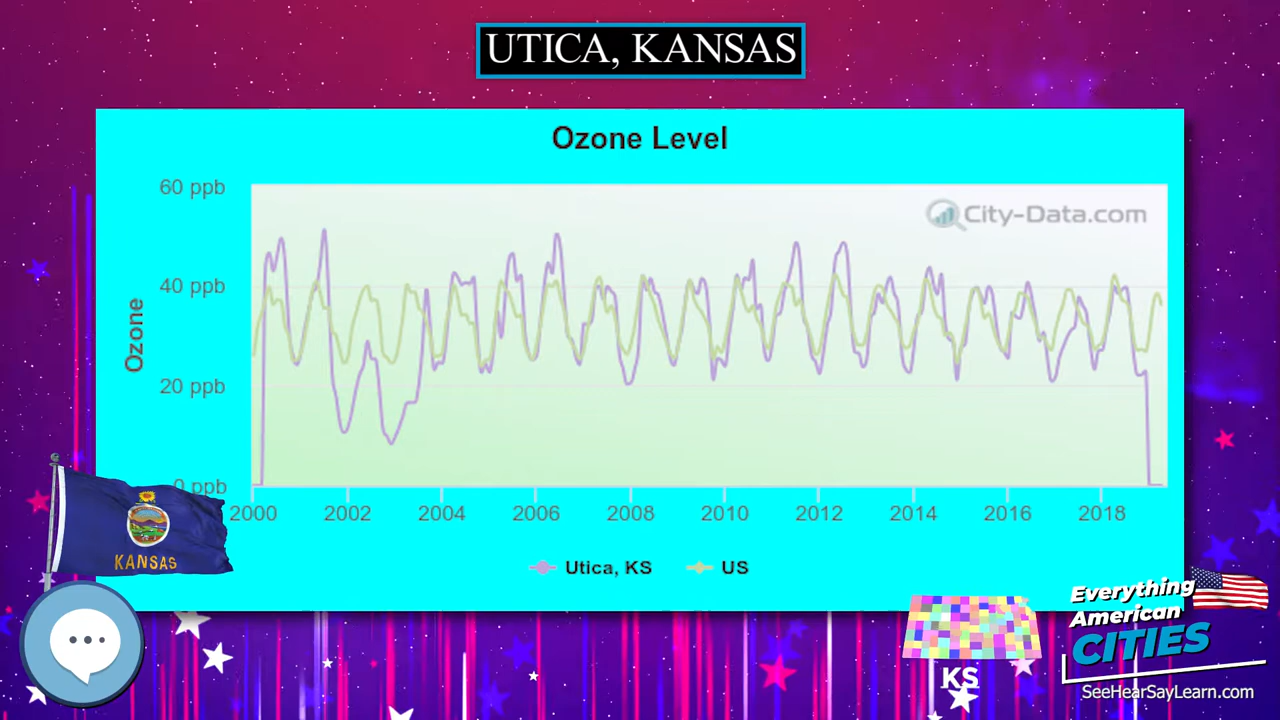 UTICA, KANSAS
Ozone Level
60 ppb
City-Data.com
40 ppb
Ozone
20 ppb
0 ppb
2000 2002 2004 2006 2008 2010 2012 2014 2016 2018
KANSAS
Utica, KS US
Everything
American
CITIES
KS
SeeHearSayLearn.com